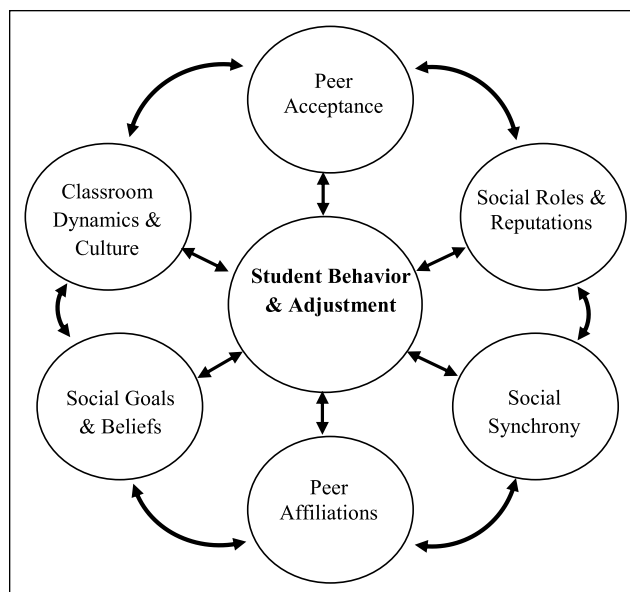 Peer
Acceptance
Classroom
Dynamics &
Culture
Social Roles &
Reputations
Student Behavior
& Adjustment
Social Goals
& Beliefs
Social
Synchrony
Peer
Affiliations